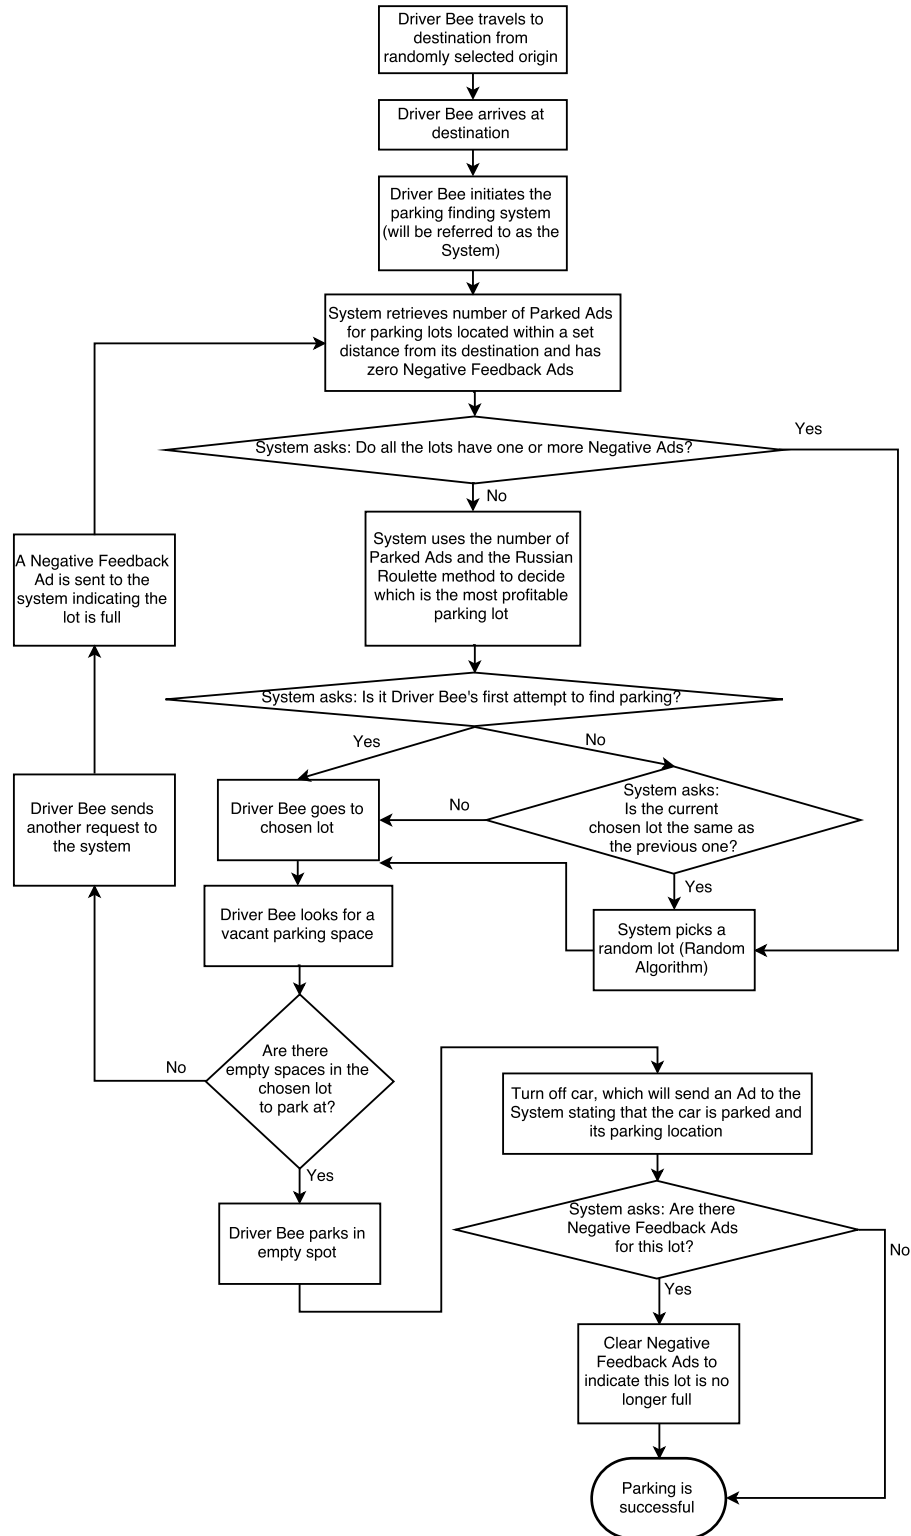 Driver Bee travels to
destination from
randomly selected origin
Driver Bee arrives at
destination
Driver Bee initiates the
parking finding system
(will be referred to as the
System)
System retrieves number of Parked Ads
for parking lots located within a set
distance from its destination and has
zero Negative Feedback Ads
Yes
System asks: Do all the lots have one or more Negative Ads?
No
System uses the number of
Parked Ads and the Russian
Roulette method to decide
which is the most profitable
parking lot
A Negative Feedback
Ad is sent to the
system indicating the
lot is full
System asks: Is it Driver Bee's first attempt to find parking?
Yes
No
Driver Bee goes to
chosen lot
No
System asks:
Is the current
chosen lot the same as
the previous one?
Driver Bee sends
another request to
the system
Yes
Driver Bee looks for a
vacant parking space
System picks a
random lot (Random
Algorithm)
Are there
empty spaces in the
chosen lot
to park at?
No
Yes
Driver Bee parks in
empty spot
Turn off car, which will send an Ad to the
System stating that the car is parked and
its parking location
System asks: Are there
Negative Feedback Ads
for this lot?
No
Yes
Clear Negative
Feedback Ads to
indicate this lot is no
longer full
Parking is
successful